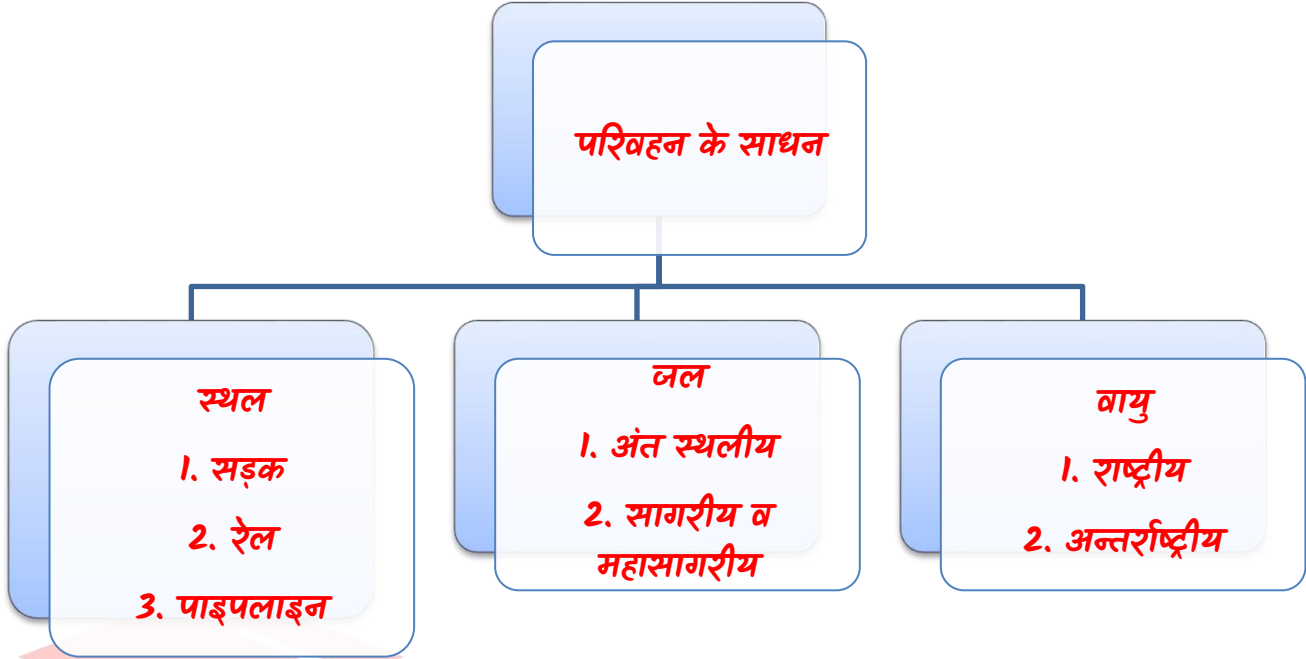 परिवहन के साधन
स्थल
1. सड़क
2. रेल
3. पाइपलाइन
जल
1. अंत स्थलीय
2. सागरीय व
महासागरीय
वायु
1. राष्ट्रीय
2. अन्तर्राष्ट्रीय